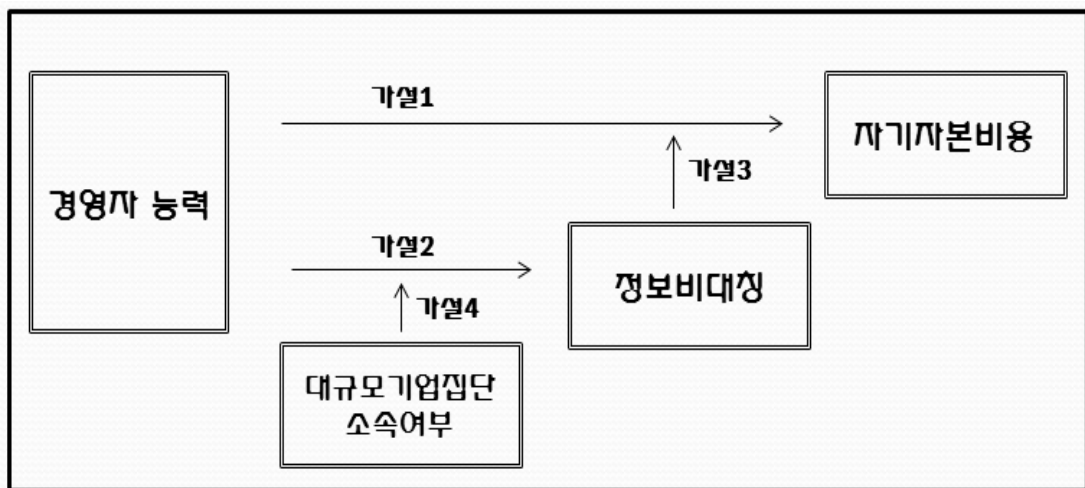 가설1
자기자본비용
가설3
경영자 능력
가설2
정보비대칭
가설4
대규모기업집단
소속여부